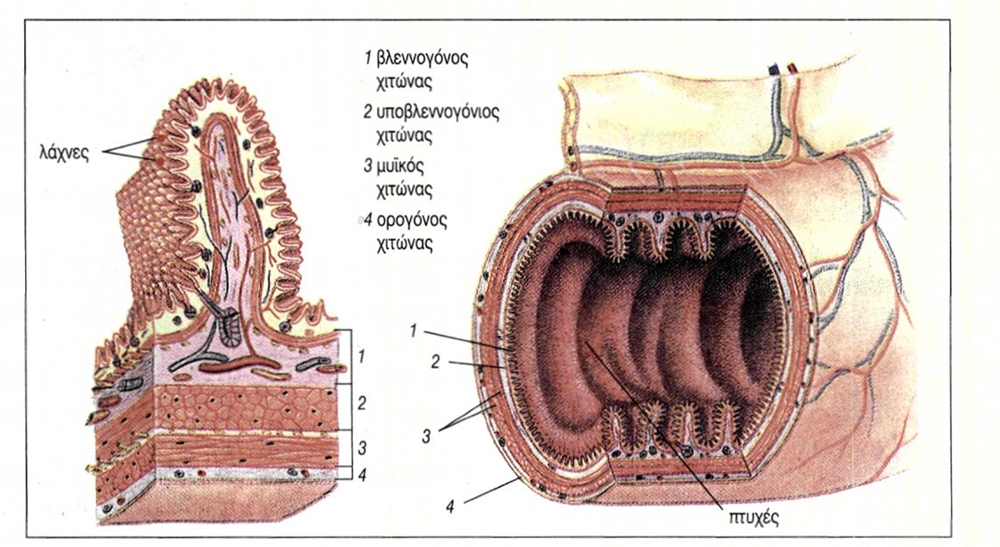 λάχνες
1 βλεννογόνος
χιτώνας
2 υποβλεννογόνιος
χιτώνας
3 μυϊκός
χιτώνας
4 ορογόνος
χιτώνας
1
2
3
4
1
2
3
4
πτυχές